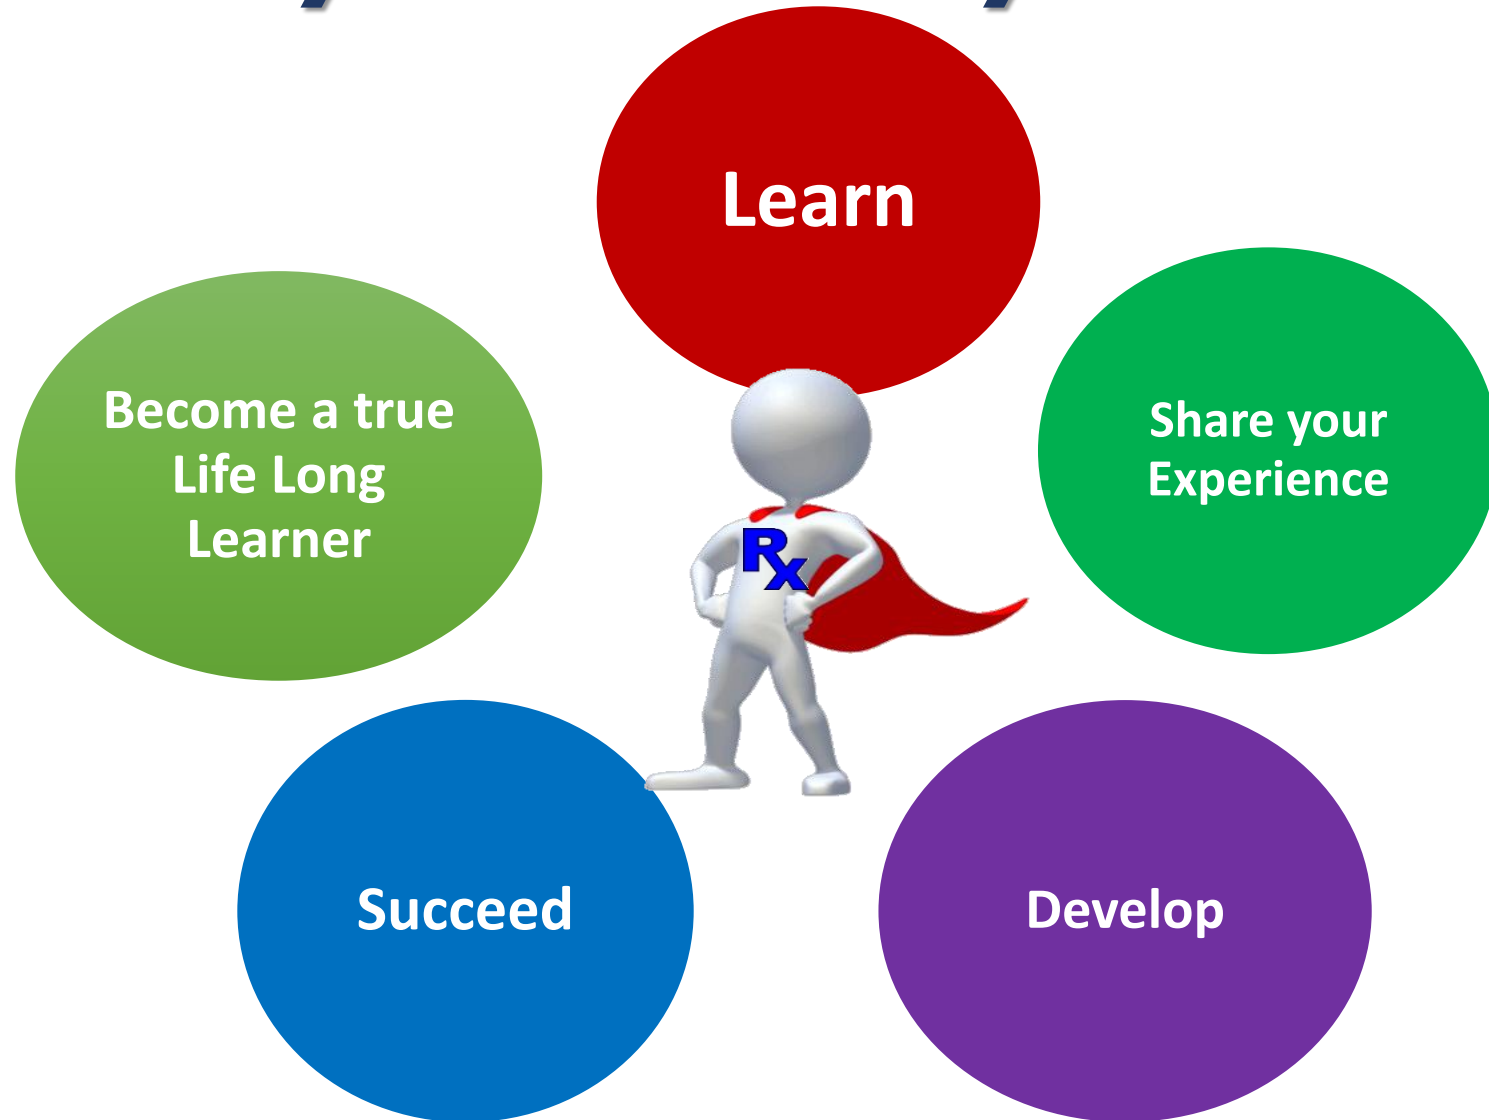 Learn
Share your
Experience
Become a true
Life Long
Learner
Rx
Succeed
Develop